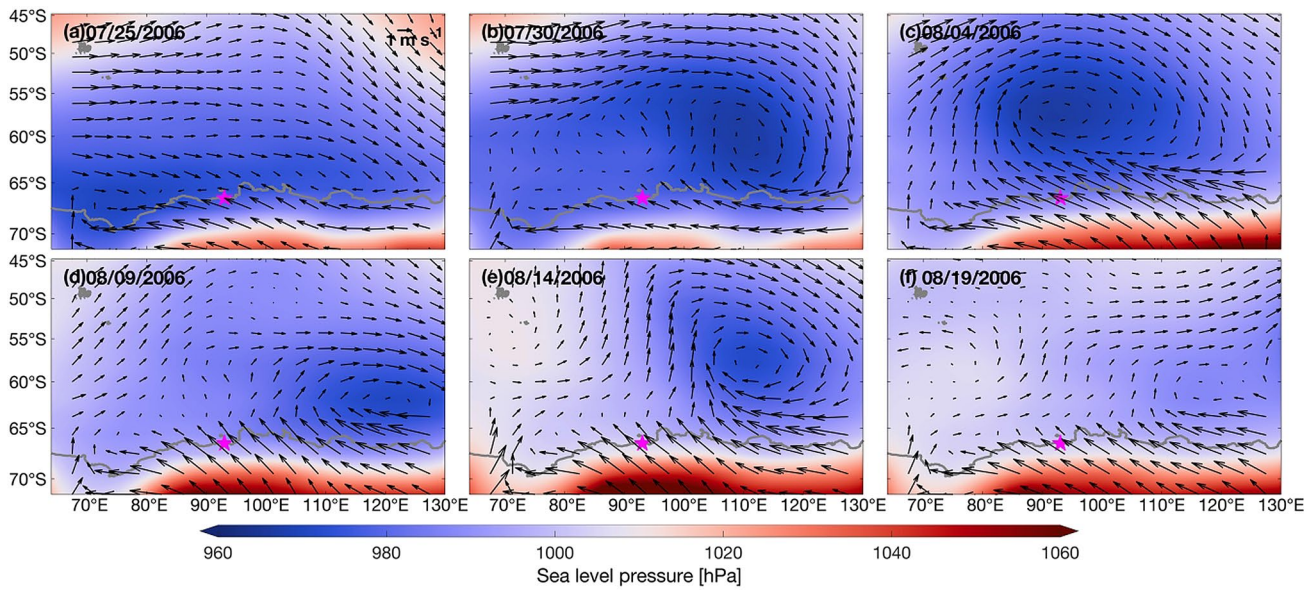 45°S
50°S
55°S
60°S
65°S
70°S
(a)07/25/2006
1 m s⁻¹
(b)07/30/2006
(c)08/04/2006
45°S
50°S
55°S
60°S
65°S
70°S
(d)08/09/2006
(e)08/14/2006
(f)08/19/2006
70°E 80°E 90°E 100°E 110°E 120°E 130°E
70°E 80°E 90°E 100°E 110°E 120°E 130°E
70°E 80°E 90°E 100°E 110°E 120°E 130°E
960 980 1000 1020 1040 1060
Sea level pressure [hPa]